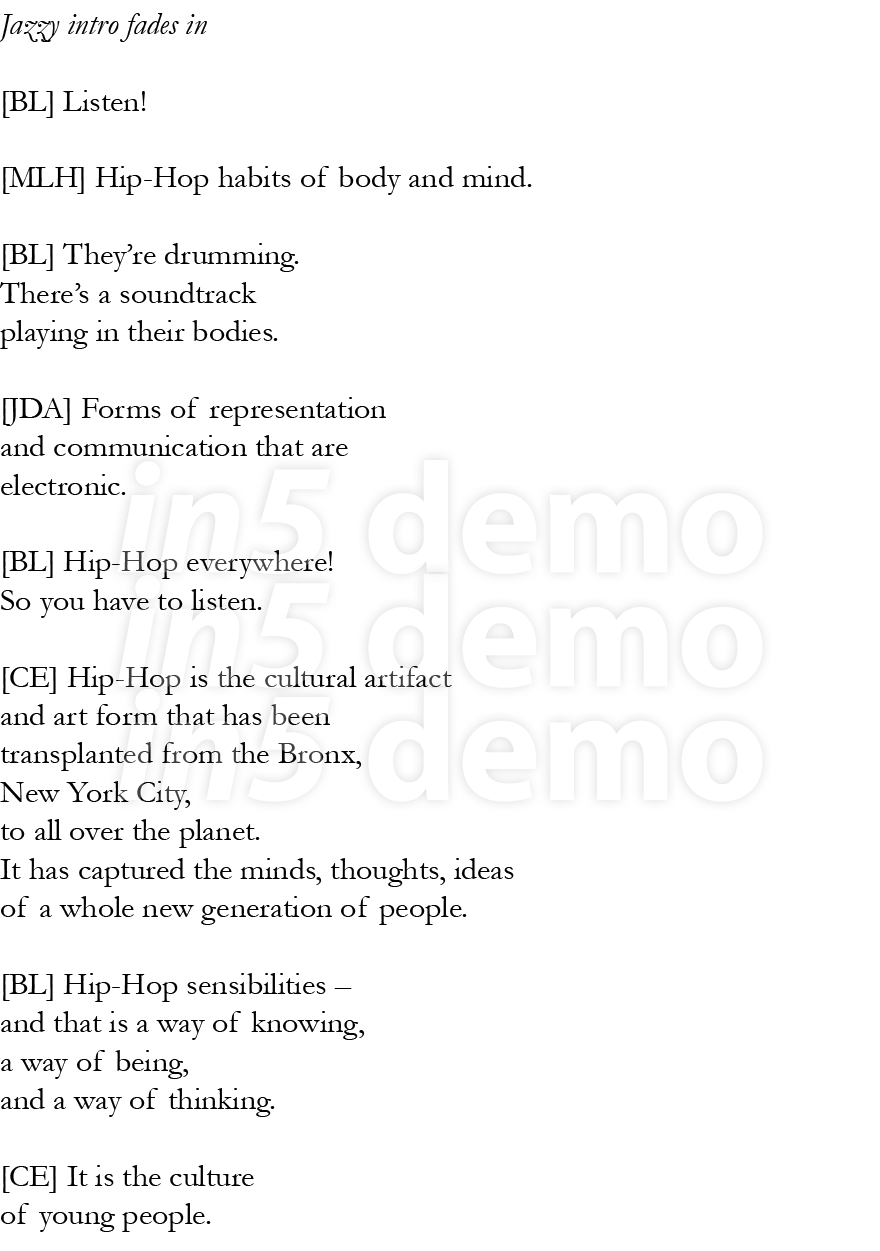 Jazzy intro fades in
[BL] Listen!
[MLH] Hip-Hop habits of body and mind.
[BL] They’re drumming.
There’s a soundtrack
playing in their bodies.
[JDA] Forms of representation
and communication that are
electronic.
[BL] Hip-Hop everywhere!
So you have to listen.
[CE] Hip-Hop is the cultural artifact
and art form that has been
transplanted from the Bronx,
New York City,
to all over the planet.
It has captured the minds, thoughts, ideas
of a whole new generation of people.
[BL] Hip-Hop sensibilities –
and that is a way of knowing,
a way of being,
and a way of thinking.
[CE] It is the culture
of young people.
in5 demo
in5 demo
in5 demo